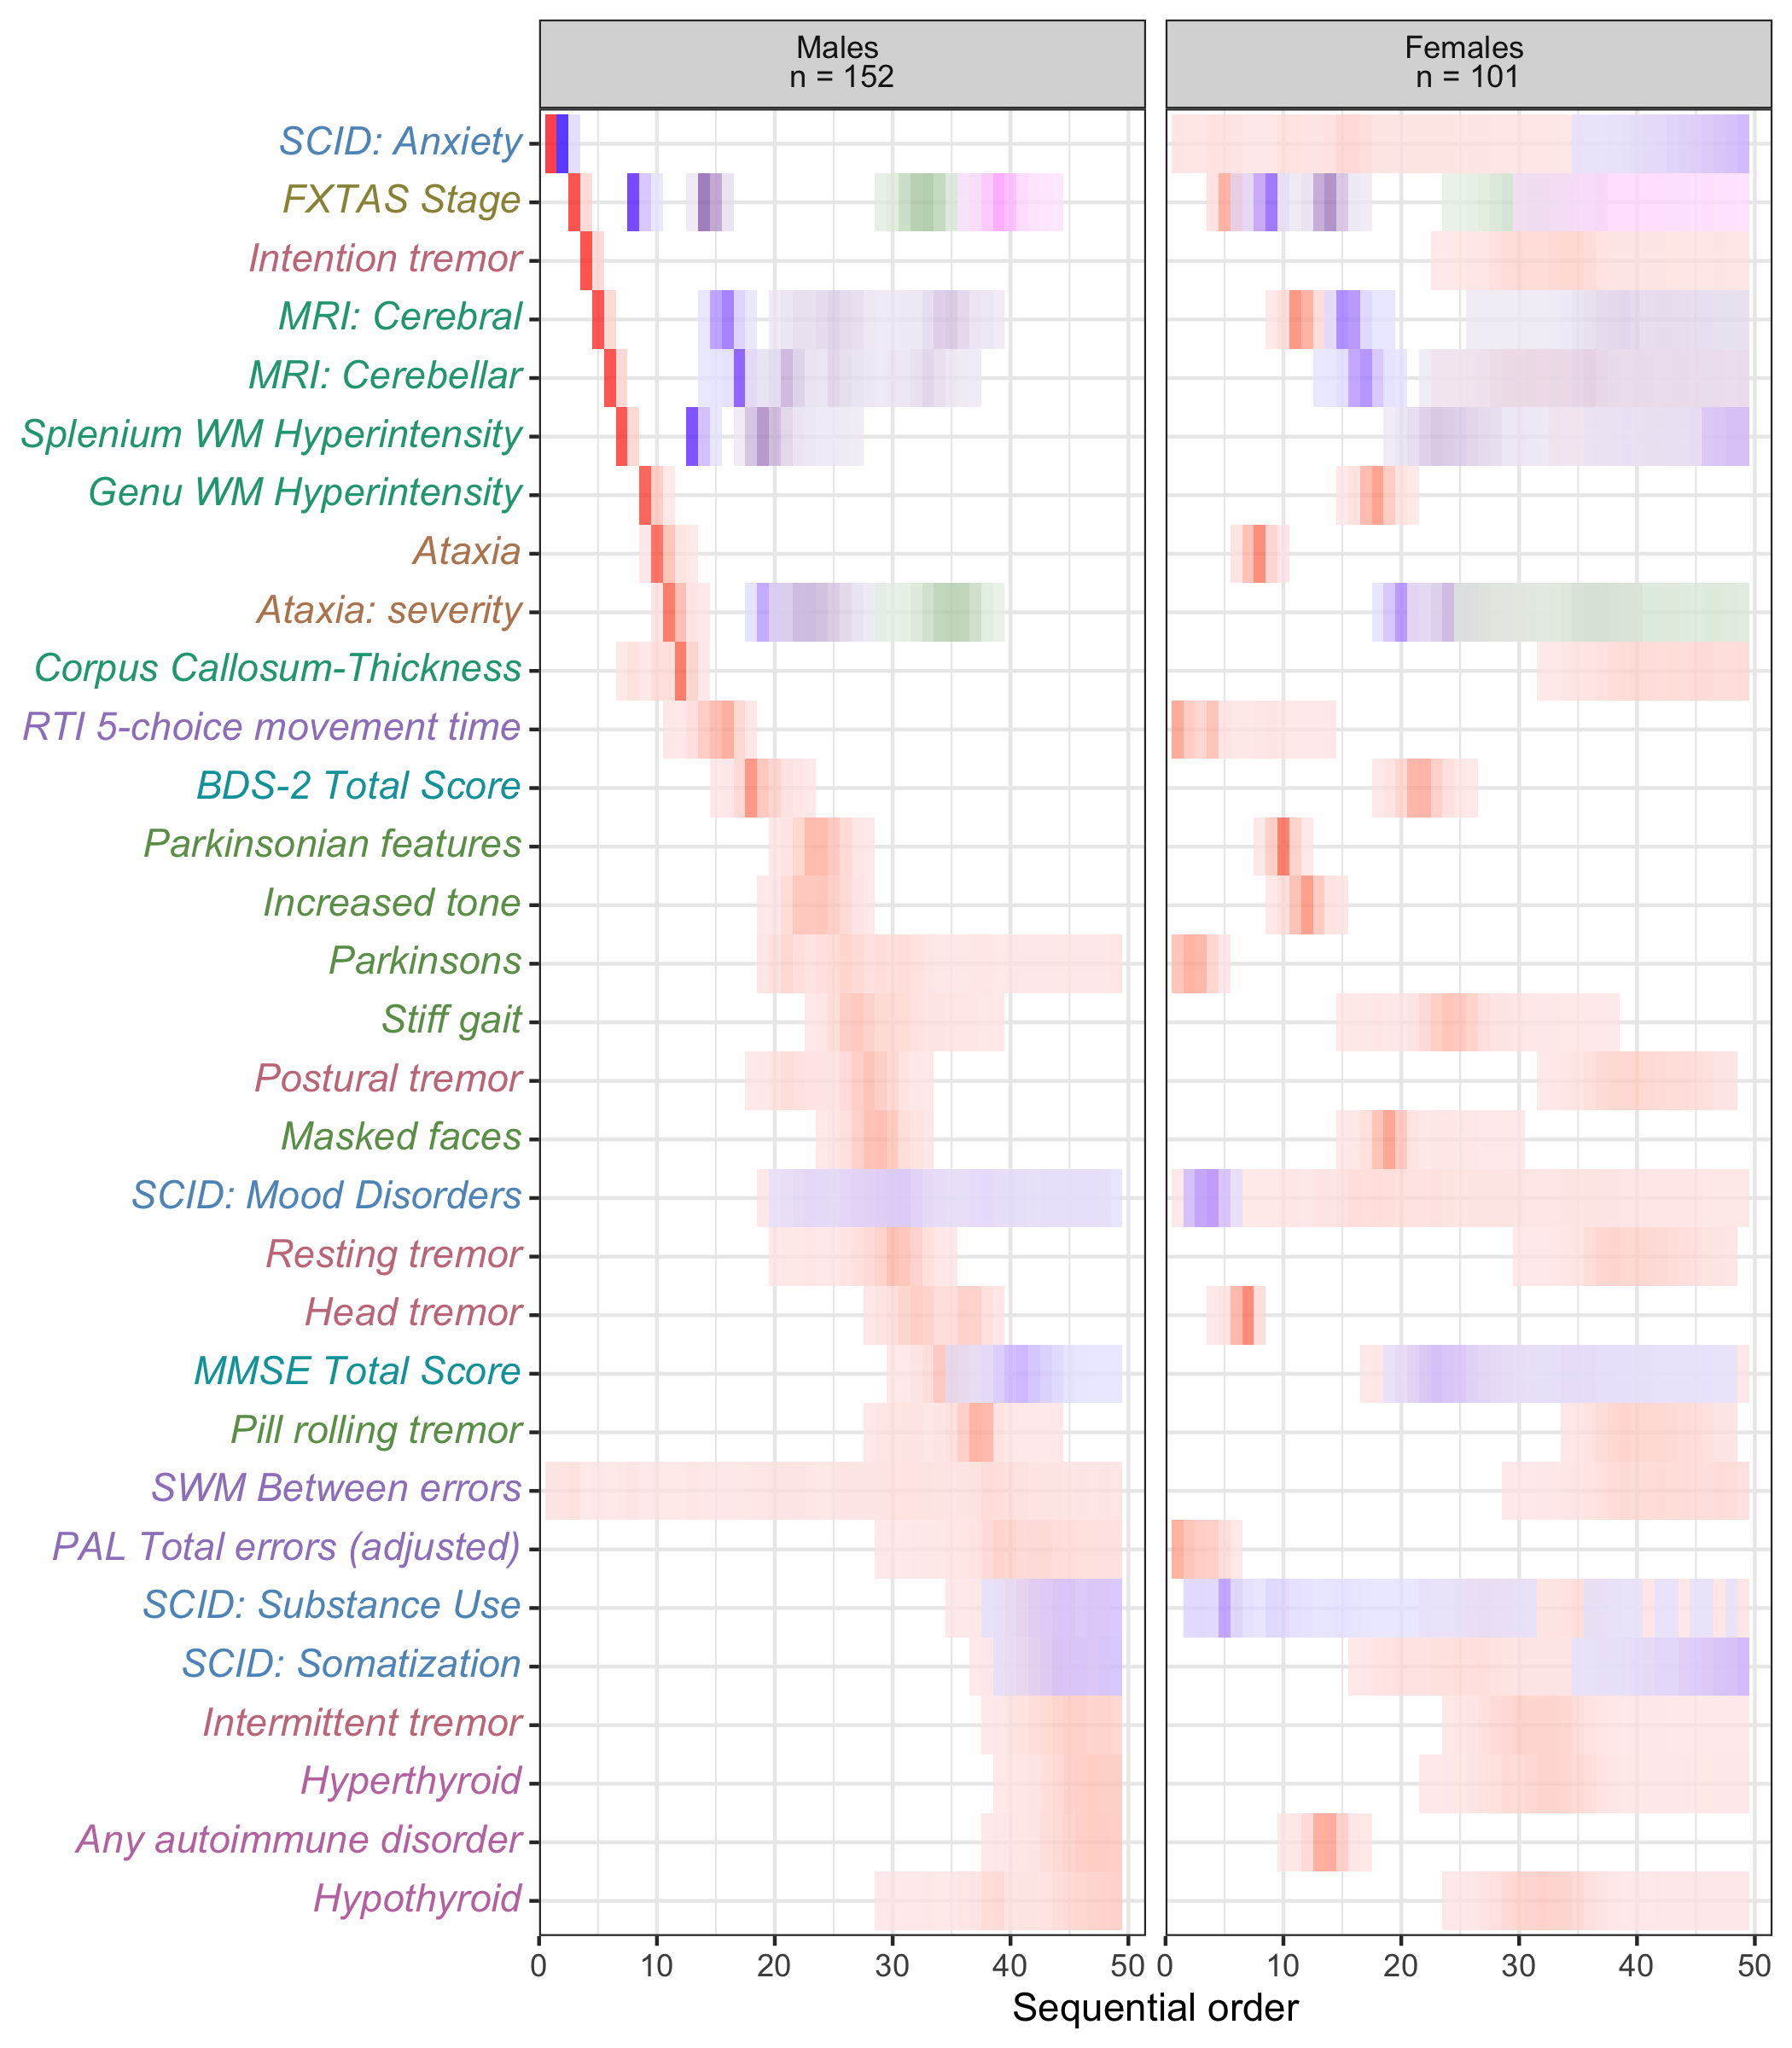 Males
n = 152
Females
n = 101
SCID: Anxiety
FXTAS Stage
Intention tremor
MRI: Cerebral
MRI: Cerebellar
Splenium WM Hyperintensity
Genu WM Hyperintensity
Ataxia
Ataxia: severity
Corpus Callosum-Thickness
RTI 5-choice movement time
BDS-2 Total Score
Parkinsonian features
Increased tone
Parkinsons
Stiff gait
Postural tremor
Masked faces
SCID: Mood Disorders
Resting tremor
Head tremor
MMSE Total Score
Pill rolling tremor
SWM Between errors
PAL Total errors (adjusted)
SCID: Substance Use
SCID: Somatization
Intermittent tremor
Hyperthyroid
Any autoimmune disorder
Hypothyroid
0 10 20 30 40 50
0 10 20 30 40 50
Sequential order